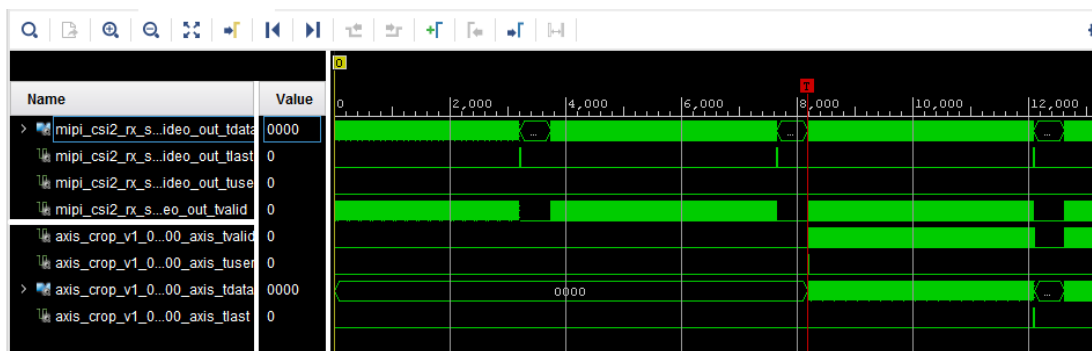 0
Name Value
T
0 2,000 4,000 6,000 8,000 10,000 12,000
mipi_csi2_rx_s...ideo_out_tdata 0000 ... ... ...
mipi_csi2_rx_s...ideo_out_tlast 0
mipi_csi2_rx_s...ideo_out_tuse 0
mipi_csi2_rx_s...eo_out_tvalid 0
axis_crop_v1_0...00_axis_tvalid 0
axis_crop_v1_0...00_axis_tuser 0
axis_crop_v1_0...00_axis_tdata 0000 0000 ...
axis_crop_v1_0...00_axis_tlast 0